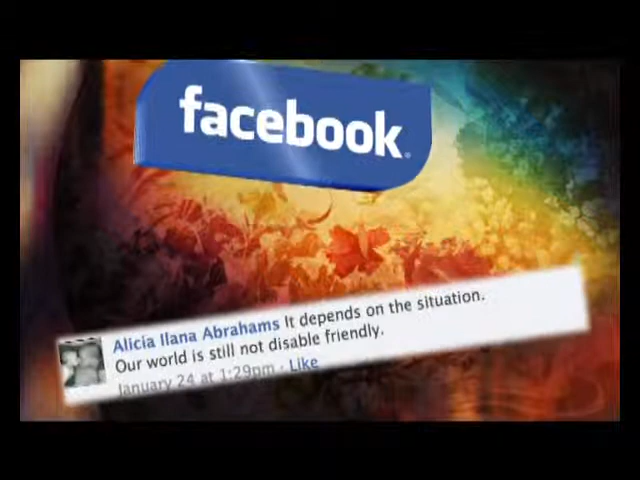 facebook®
Alicia Ilana Abrahams It depends on the situation.
Our world is still not disable friendly.
January 24 at 1:29pm · Like